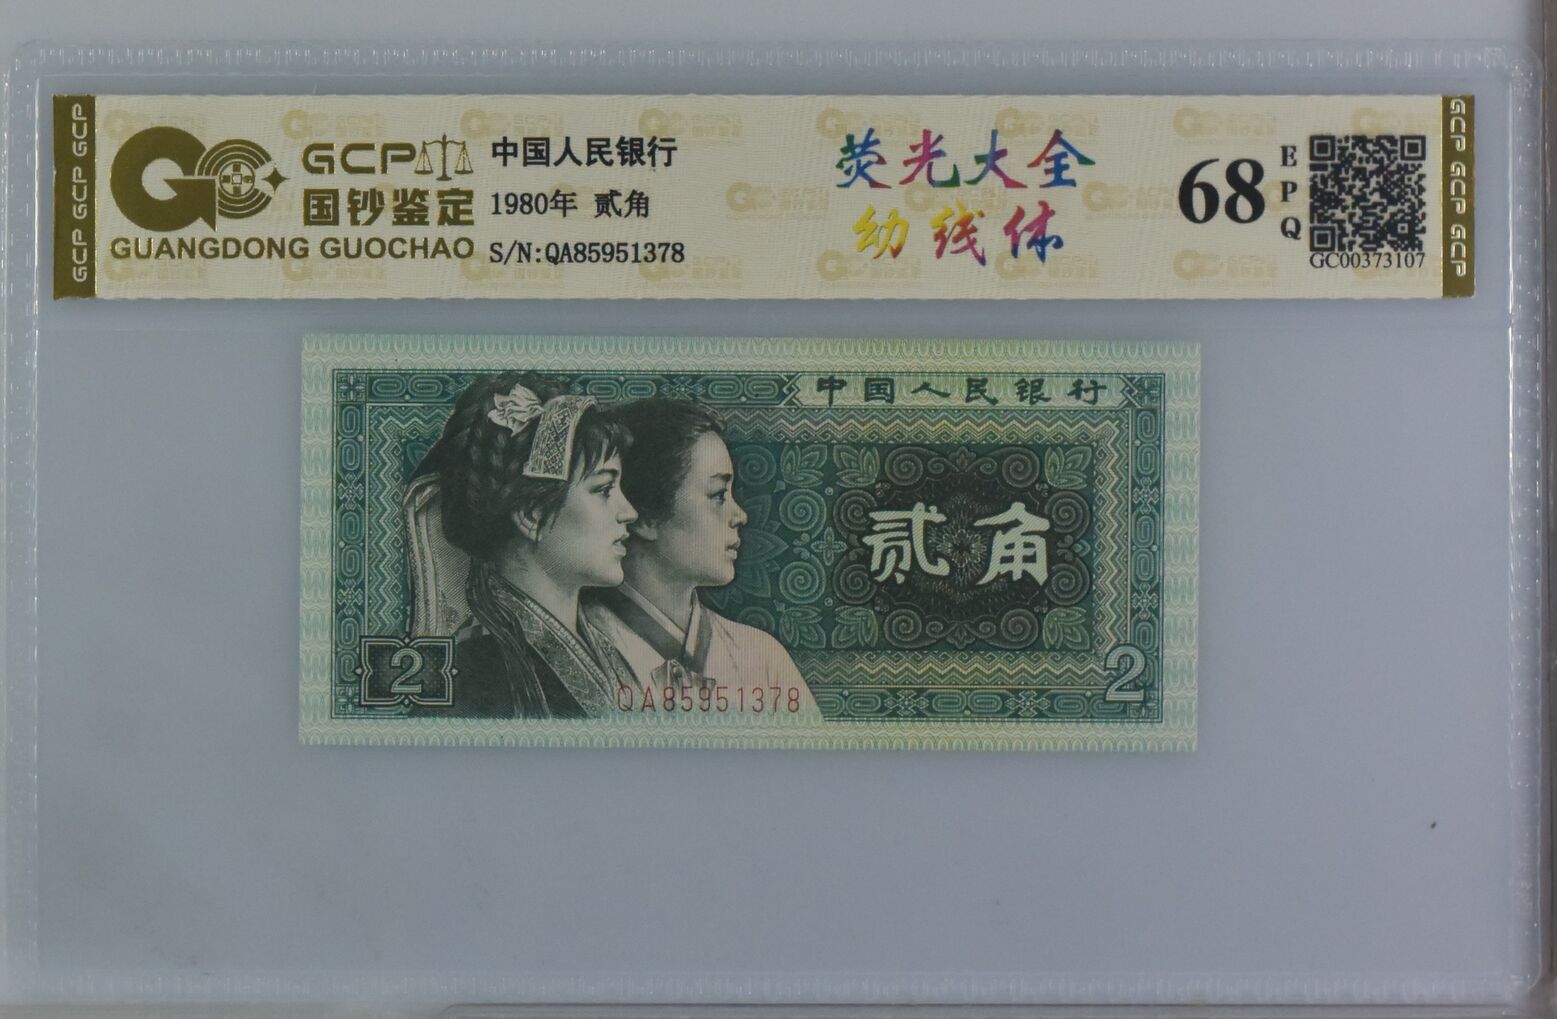 GCP GCP GCP
GCP
国钞鉴定
GUANGDONG GUOCHAO
中国人民银行
1980年 贰角
S/N:QA85951378
荧光大全
幼线体
68
EPQ
GC00373107
GCP GCP GCP
中国人民银行
贰角
2
2
QA85951378